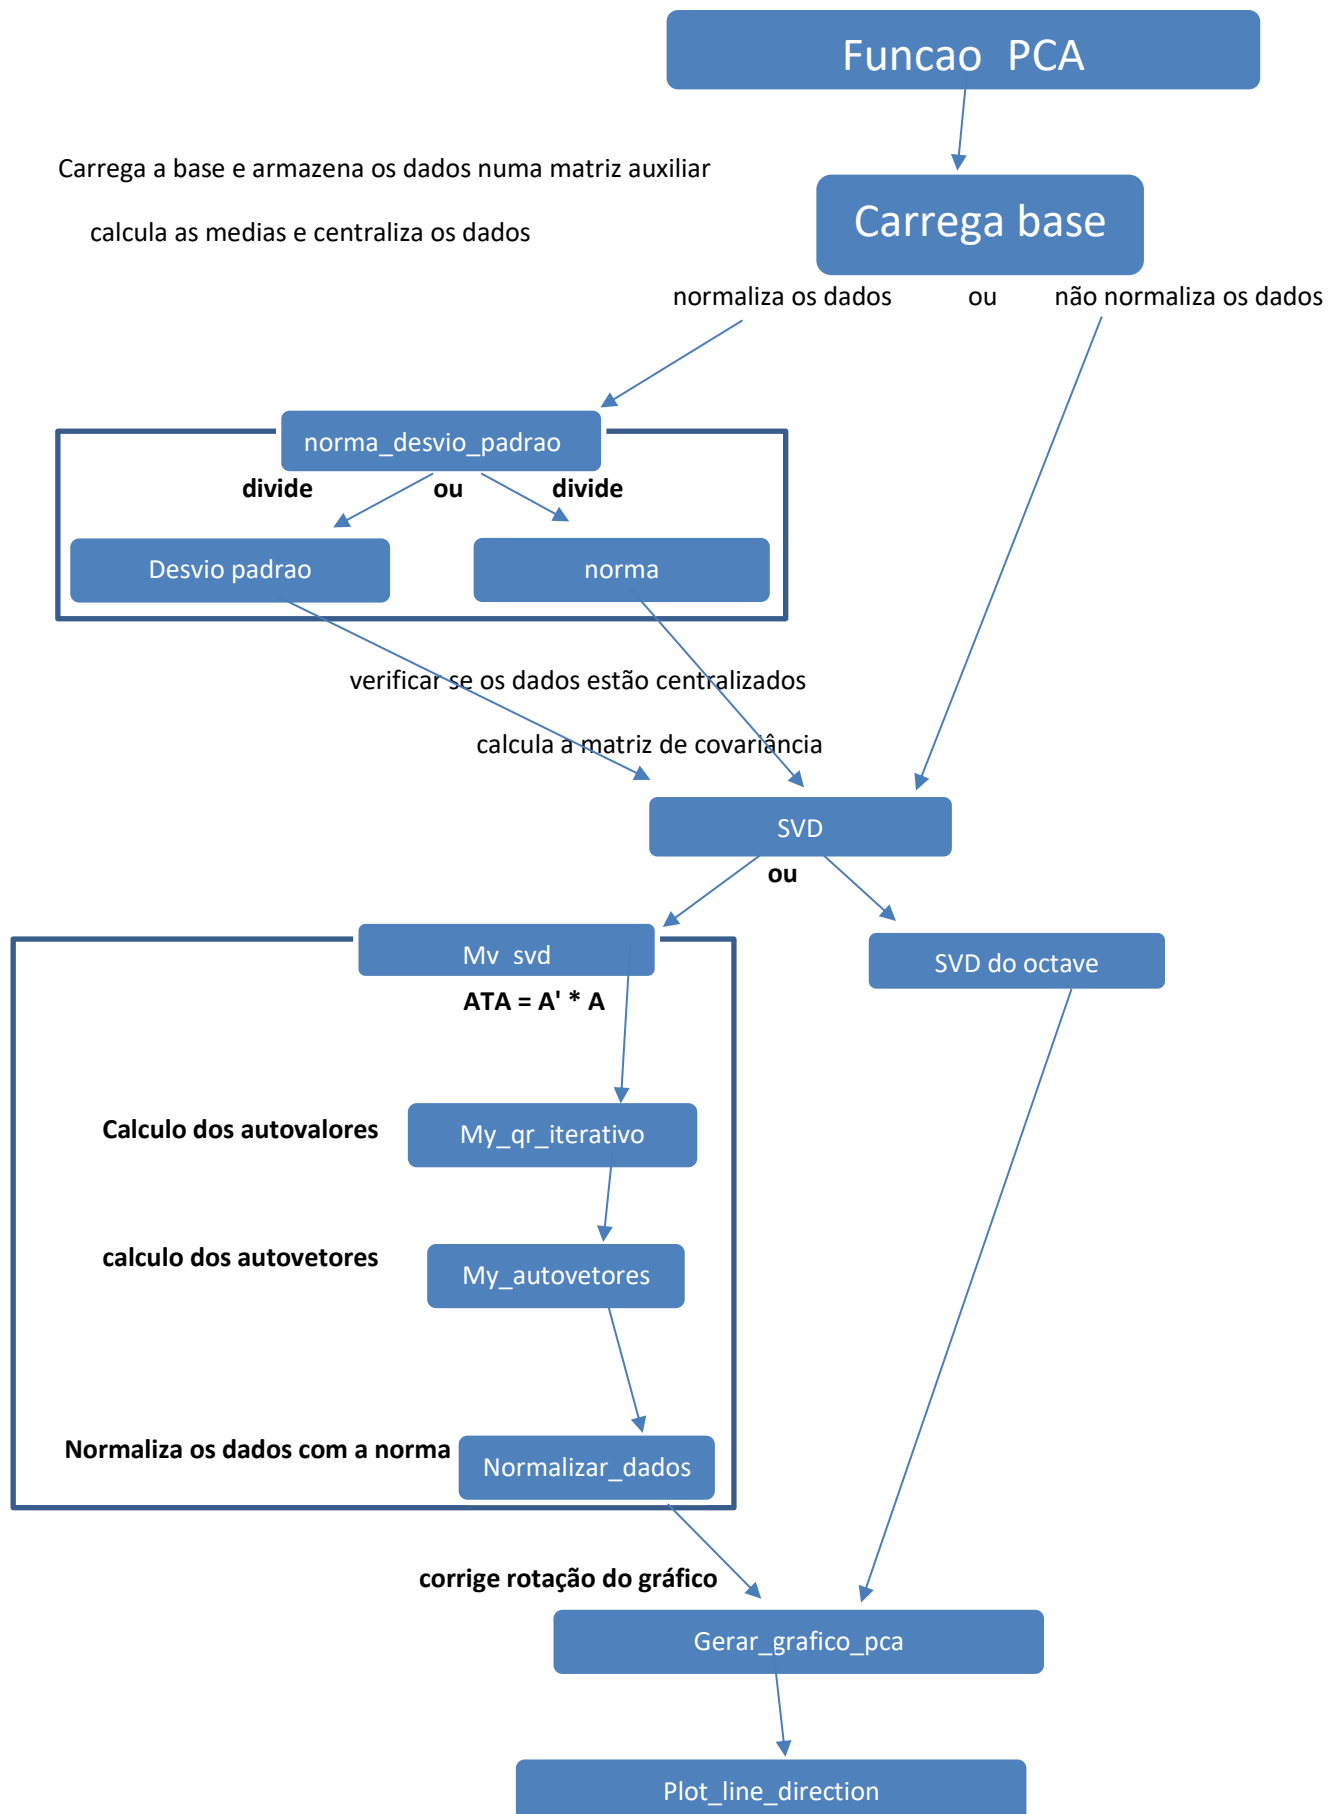 Funcao PCA
Carrega a base e armazena os dados numa matriz auxiliar
Carrega base
calcula as medias e centraliza os dados
normaliza os dados ou não normaliza os dados
norma_desvio_padrao
divide ou divide
Desvio padrao norma
verificar se os dados estão centralizados
calcula a matriz de covariância
SVD
ou
My_svd
SVD do octave
ATA = A' * A
Calculo dos autovalores My_qr_iterativo
calculo dos autovetores My_autovetores
Normaliza os dados com a norma Normalizar_dados
corrige rotação do gráfico
Gerar_grafico_pca
Plot_line_direction